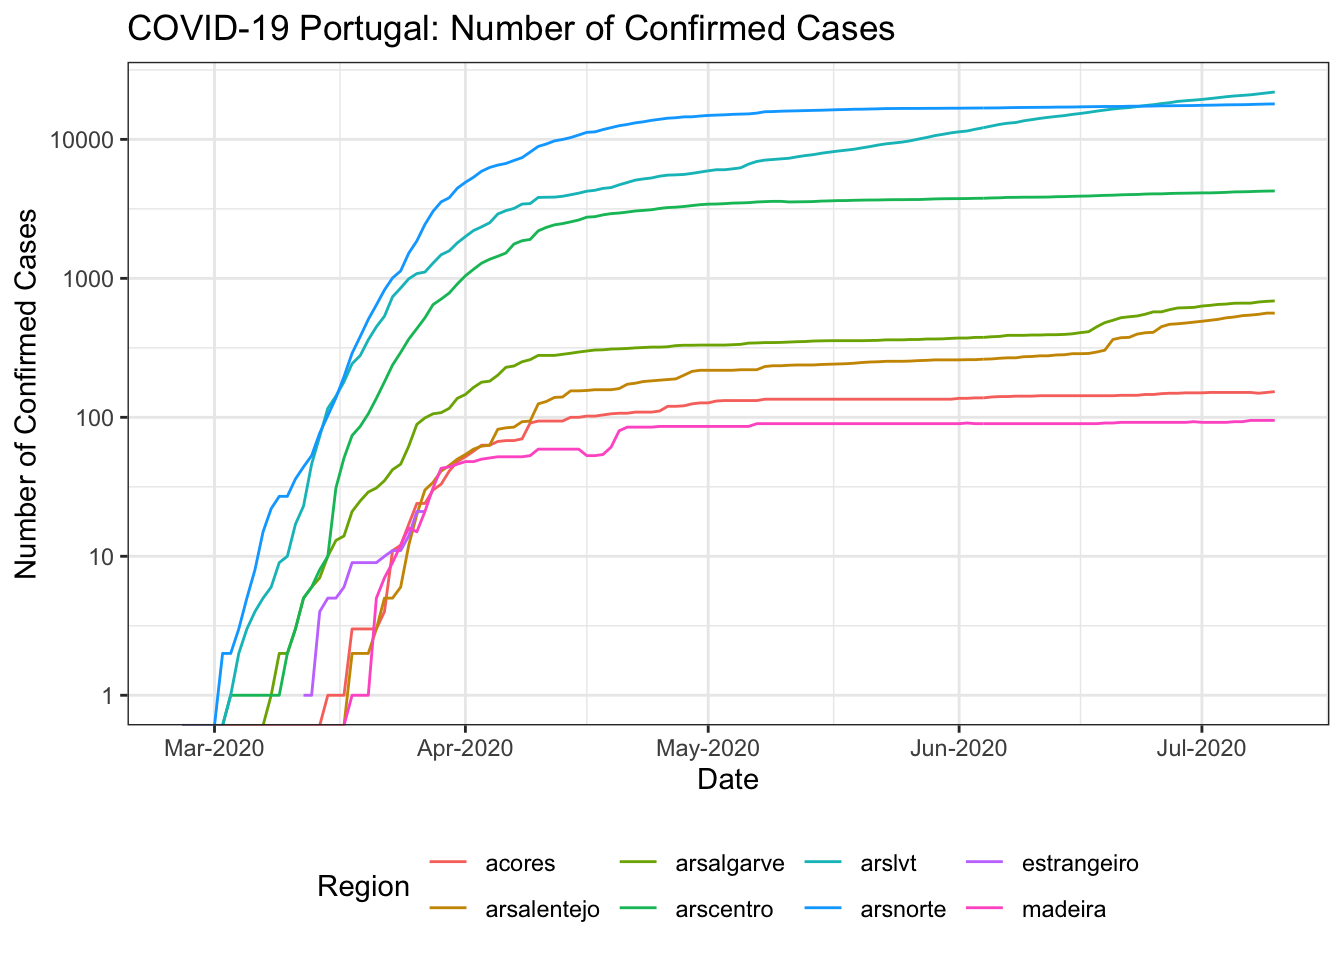 COVID-19 Portugal: Number of Confirmed Cases
Number of Confirmed Cases
10000
1000
100
10
1
Mar-2020 Apr-2020 May-2020 Jun-2020 Jul-2020
Date
Region
acores arsalgarve arslvt estrangeiro
arsalentejo arscentro arsnorte madeira